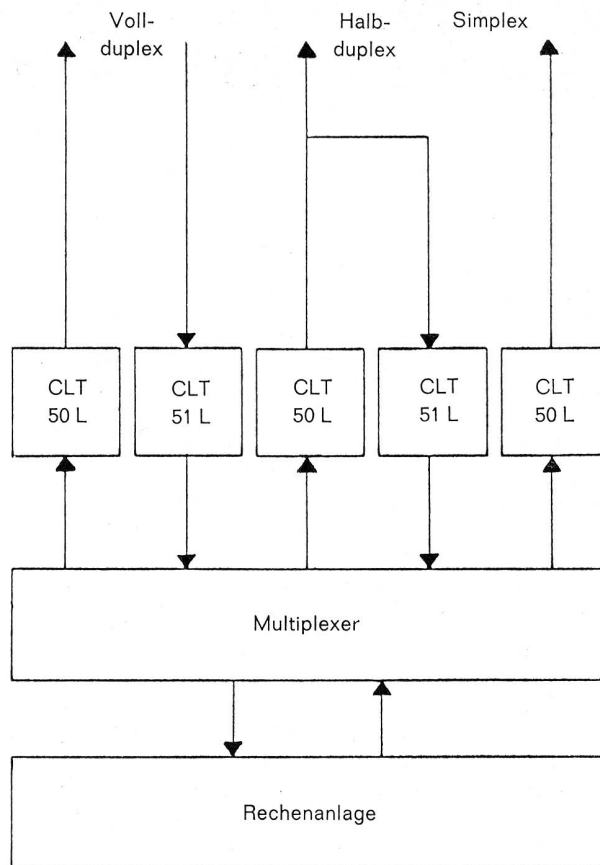 Voll-
duplex
Halb-
duplex
Simplex
CLT
50 L
CLT
51 L
CLT
50 L
CLT
51 L
CLT
50 L
Multiplexer
Rechenanlage